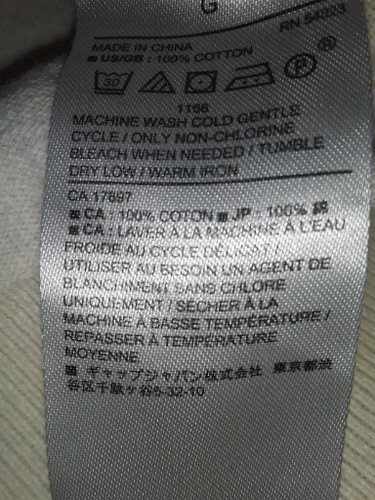 G
RN 54023
MADE IN CHINA
■ US/GB : 100% COTTON
30
P
®
1166
MACHINE WASH COLD GENTLE
CYCLE / ONLY NON-CHLORINE
BLEACH WHEN NEEDED / TUMBLE
DRY LOW / WARM IRON
CA 17897
■ CA : 100% COTON ■ JP : 100% 綿
■ CA : LAVER À LA MACHINE À L'EAU
FROIDE AU CYCLE DÉLICAT /
UTILISER AU BESOIN UN AGENT DE
BLANCHIMENT SANS CHLORE
UNIQUEMENT / SÉCHER À LA
MACHINE À BASSE TEMPÉRATURE /
REPASSER À TEMPÉRATURE
MOYENNE
■ ギャップジャパン株式会社 東京都渋
谷区千駄ヶ谷5-32-10